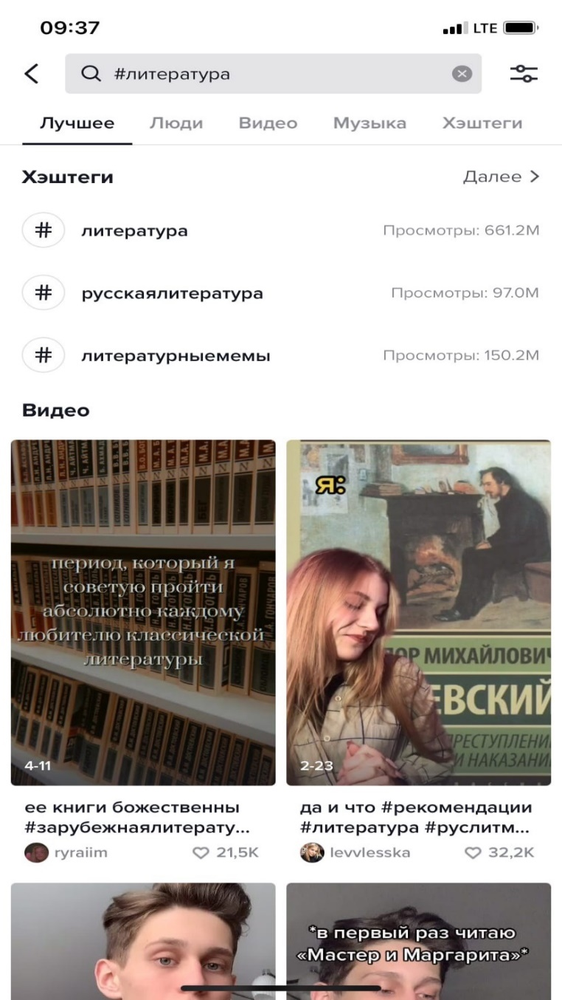 09:37
LTE
#литература
Лучшее Люди Видео Музыка Хэштеги
Хэштеги Далее >
# литература Просмотры: 661.2M
# русскаялитература Просмотры: 97.0M
# литературныемемы Просмотры: 150.2M
Видео
период, который я
советую пройти
абсолютно каждому
любителю классической
литературы
4-11
ее книги божественны
#зарубежнаялитерату...
ryraiim 21,5K
Я:
ОР МИХАЙЛОВИЧ
ЕВСКИЙ
ПРЕСТУПЛЕНИ
И НАКАЗАНИ
2-23
да и что #рекомендации
#литература #руслитм...
levvlesska 32,2K
*в первый раз читаю
«Мастер и Маргарита»*